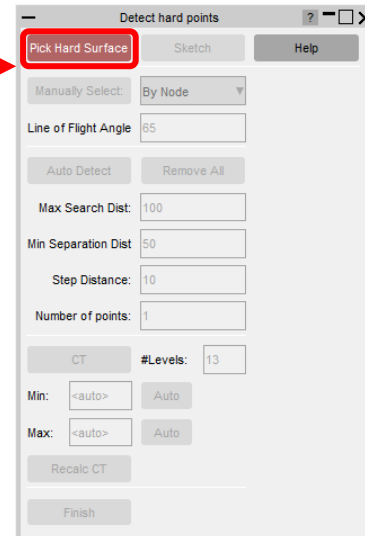 Detect hard points ?
Pick Hard Surface Sketch Help
Manually Select: By Node
Line of Flight Angle 65
Auto Detect Remove All
Max Search Dist: 100
Min Separation Dist 50
Step Distance: 10
Number of points: 1
CT #Levels: 13
Min: <auto> Auto
Max: <auto> Auto
Recalc CT
Finish